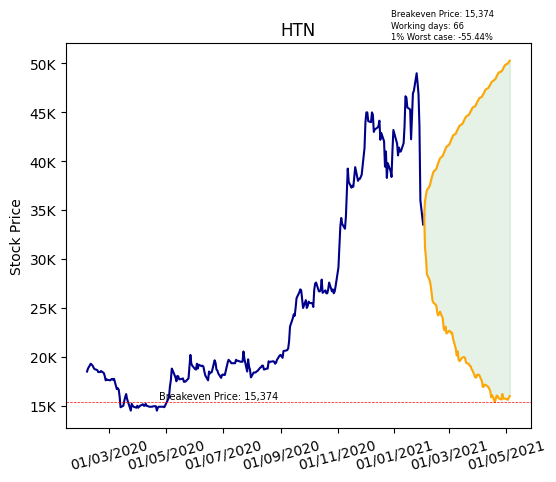 Breakeven Price: 15,374
Working days: 66
1% Worst case: -55.44%
HTN
Stock Price
50K
45K
40K
35K
30K
25K
20K
15K
Breakeven Price: 15,374
01/03/2020
01/05/2020
01/07/2020
01/09/2020
01/11/2020
01/01/2021
01/03/2021
01/05/2021